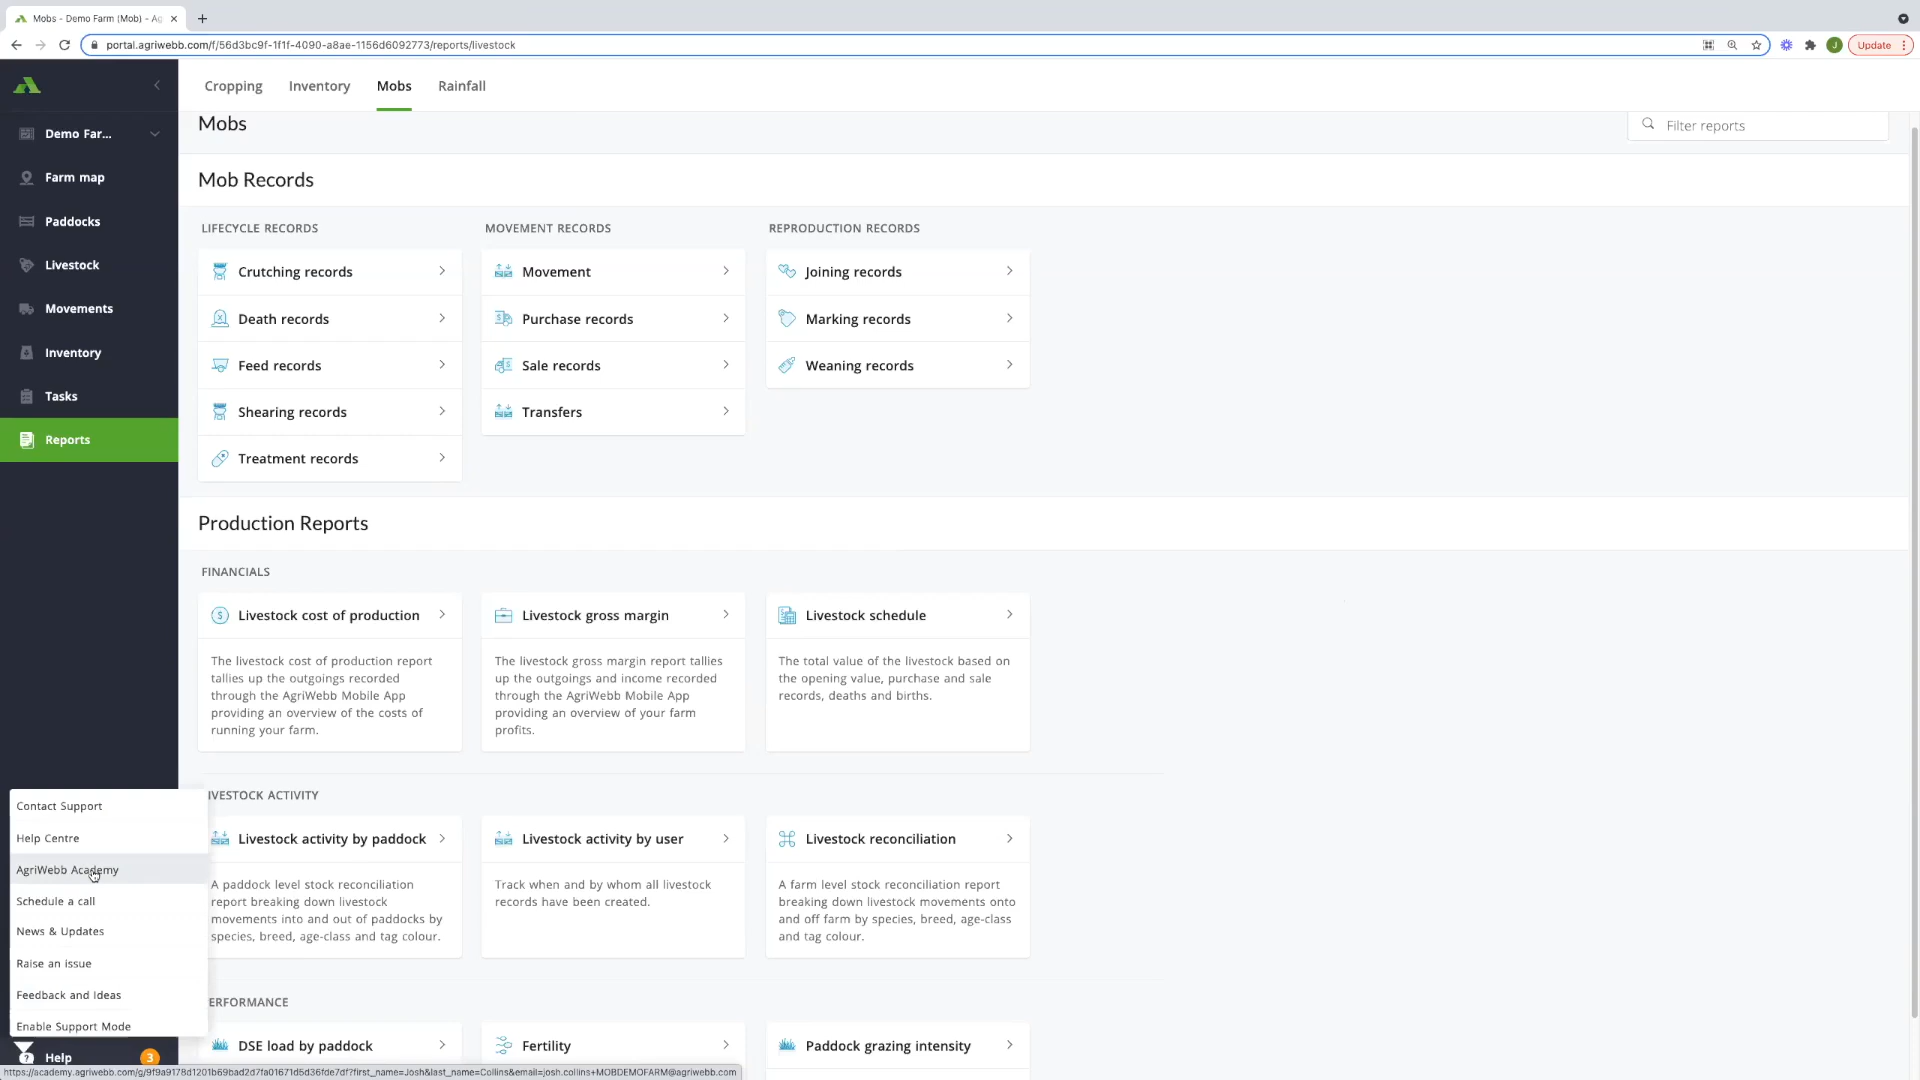 Mobs - Demo Farm (Mob) - Ag
portal.agriwebb.com/f/56d3bc9f-1f1f-4090-a8ae-1156d6092773/reports/livestock
J
Update
Cropping
Inventory
Mobs
Rainfall
Demo Far...
Farm map
Paddocks
Livestock
Movements
Inventory
Tasks
Reports
Mobs
Filter reports
Mob Records
LIFECYCLE RECORDS
Crutching records
Death records
Feed records
Shearing records
Treatment records
MOVEMENT RECORDS
Movement
Purchase records
Sale records
Transfers
REPRODUCTION RECORDS
Joining records
Marking records
Weaning records
Production Reports
FINANCIALS
Livestock cost of production
The livestock cost of production report
tallies up the outgoings recorded
through the AgriWebb Mobile App
providing an overview of the costs of
running your farm.
Livestock gross margin
The livestock gross margin report tallies
up the outgoings and income recorded
through the AgriWebb Mobile App
providing an overview of your farm
profits.
Livestock schedule
The total value of the livestock based on
the opening value, purchase and sale
records, deaths and births.
IVESTOCK ACTIVITY
Livestock activity by paddock
A paddock level stock reconciliation
report breaking down livestock
movements into and out of paddocks by
species, breed, age-class and tag colour.
Livestock activity by user
Track when and by whom all livestock
records have been created.
Livestock reconciliation
A farm level stock reconciliation report
breaking down livestock movements onto
and off farm by species, breed, age-class
and tag colour.
ERFORMANCE
DSE load by paddock
Fertility
Paddock grazing intensity
Contact Support
Help Centre
AgriWebb Academy
Schedule a call
News & Updates
Raise an issue
Feedback and Ideas
Enable Support Mode
Help
3
https://academy.agriwebb.com/g/9f9a9178d1201b69bad2d7fa01671d5d36fde7df?first_name=Josh&last_name=Collins&email=josh.collins+MOBDEMOFARM@agriwebb.com